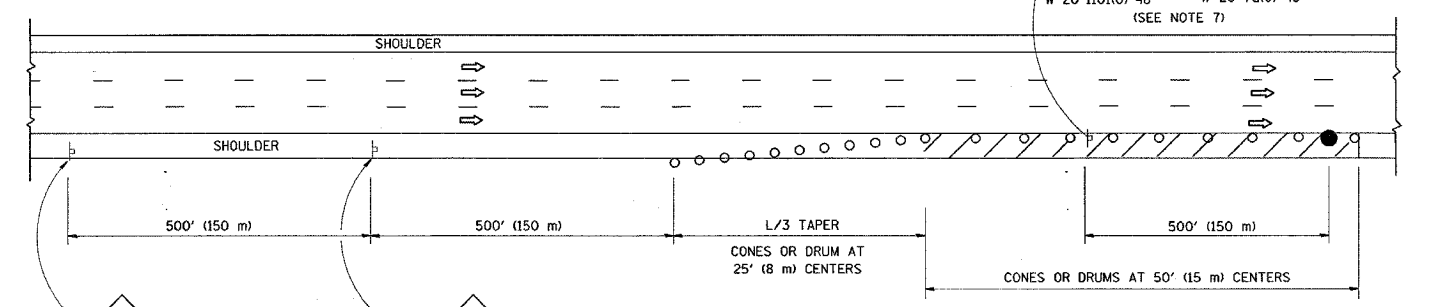 (SEE NOTE 7)
SHOULDER
SHOULDER
500' (150 m)
500' (150 m)
L/3 TAPER
500' (150 m)
CONES OR DRUM AT
25' (8 m) CENTERS
CONES OR DRUMS AT 50' (15 m) CENTERS